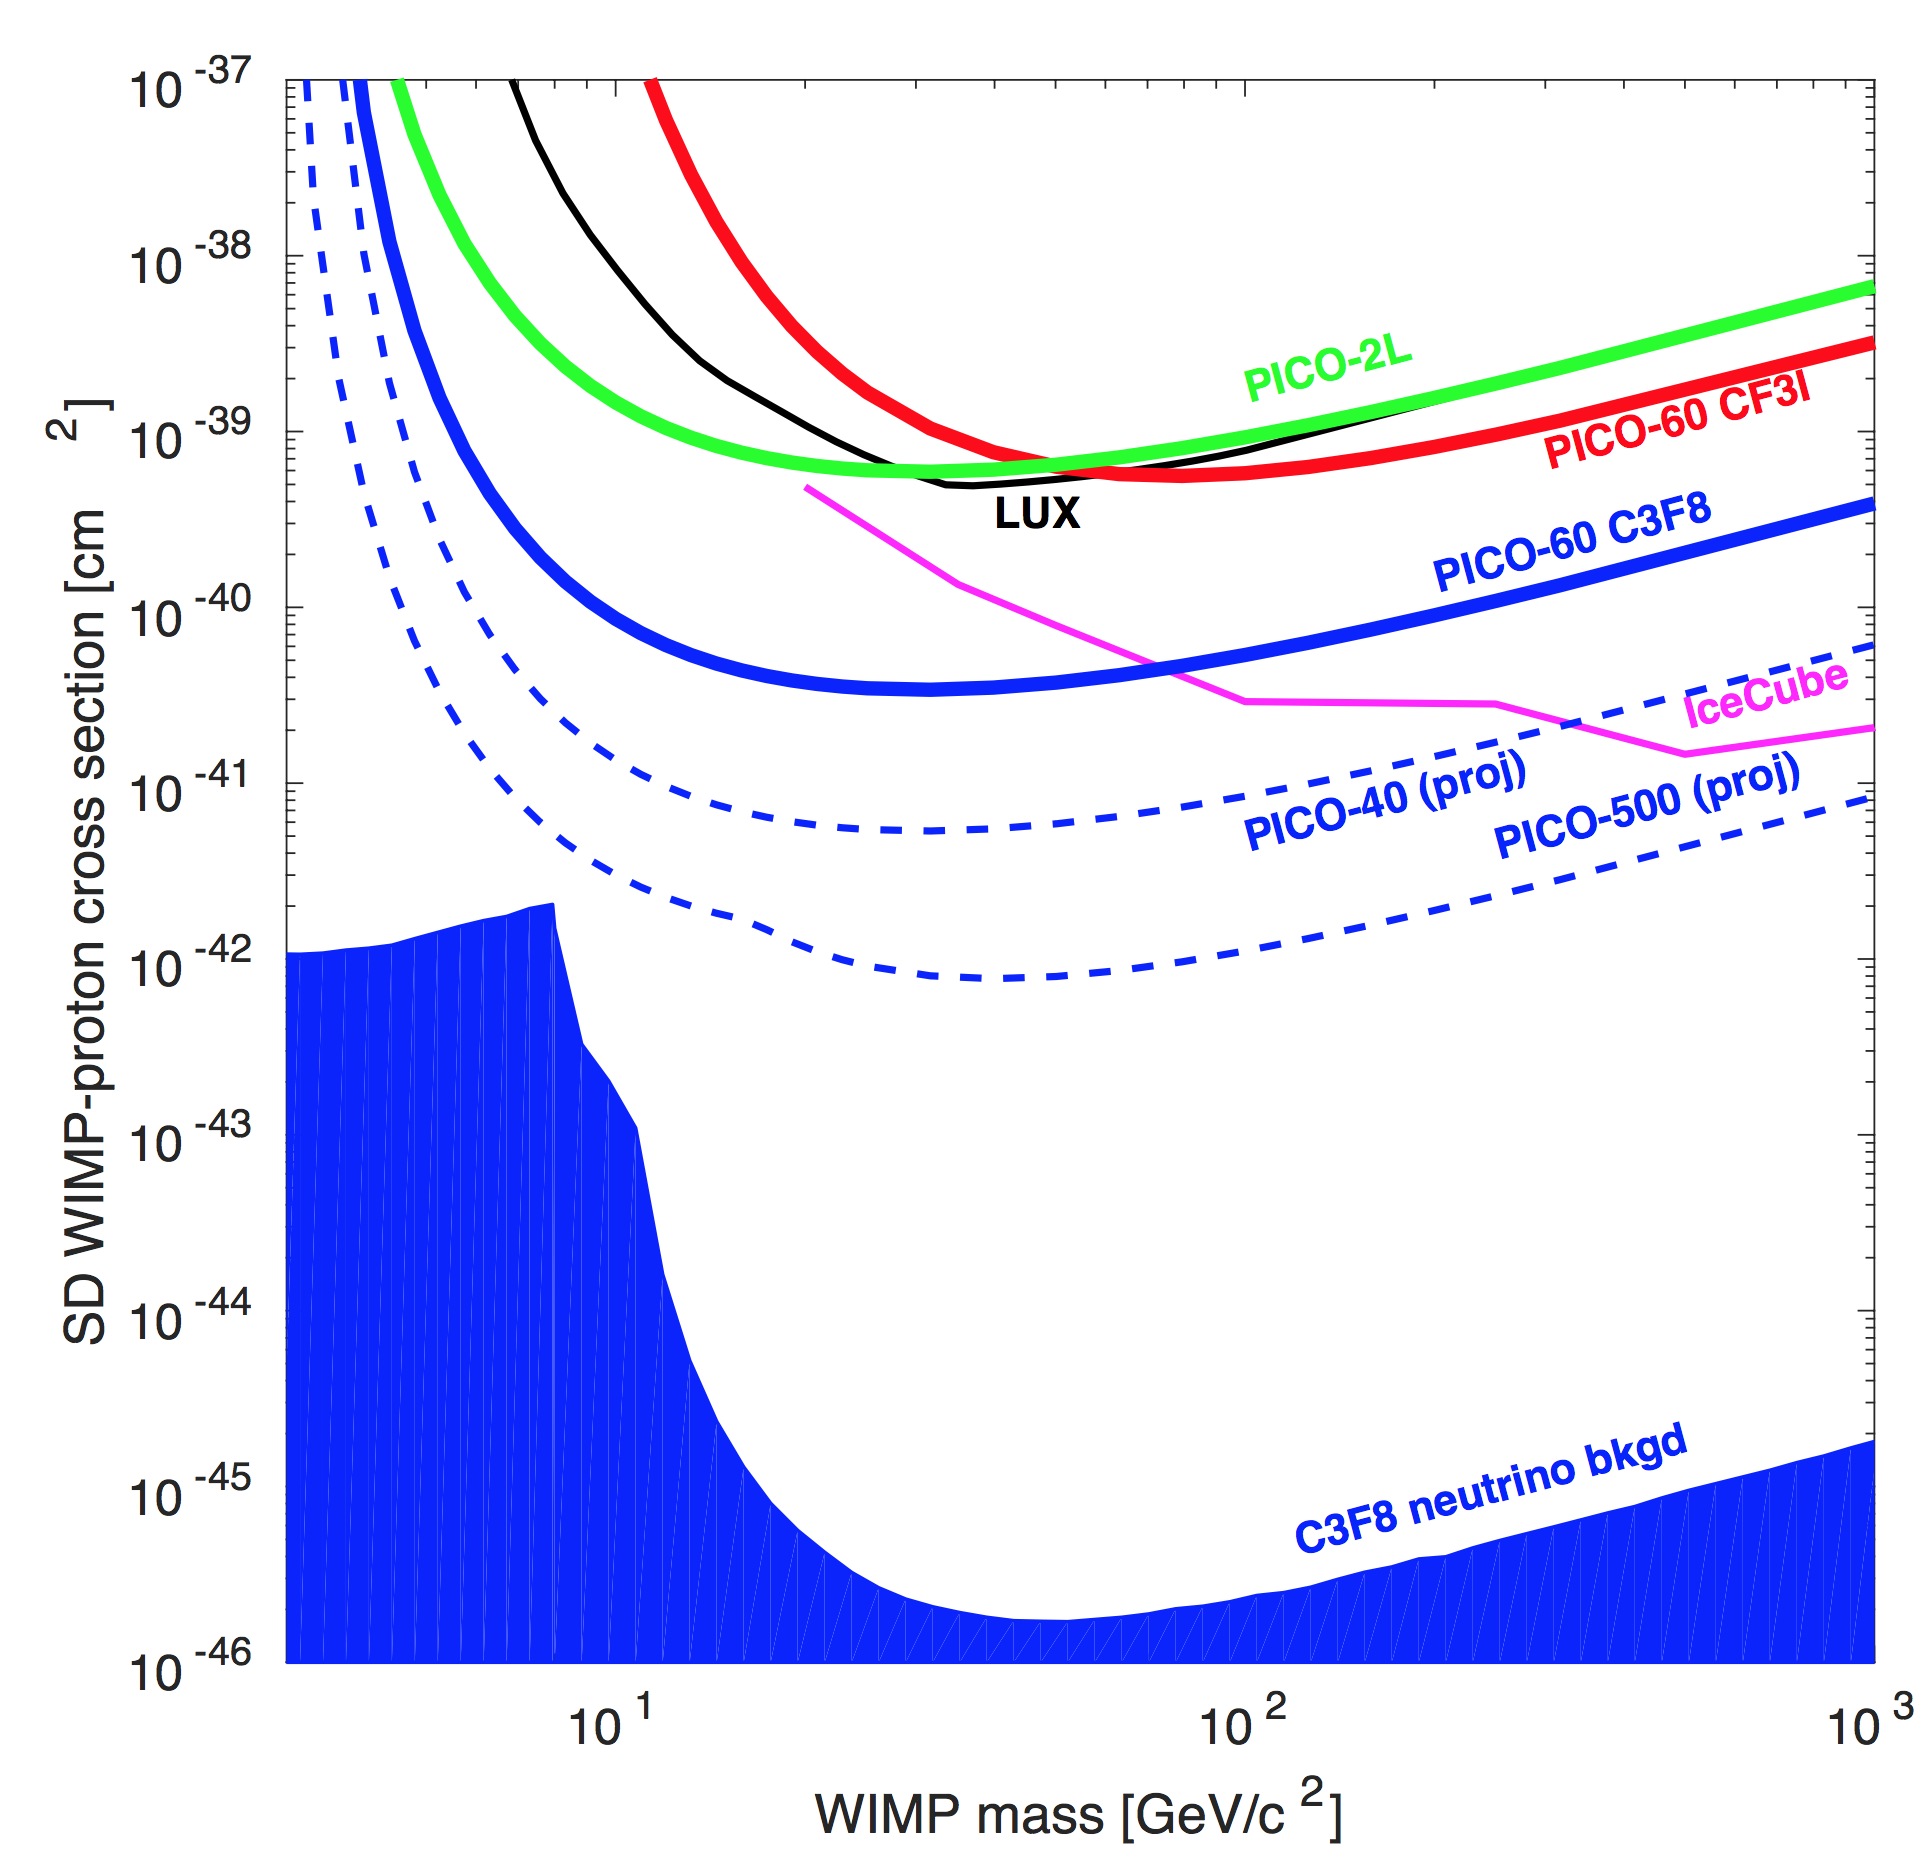 10 -37
10 -38
10 -39
10 -40
10 -41
10 -42
10 -43
10 -44
10 -45
10 -46
SD WIMP-proton cross section [cm 2]
PICO-2L
PICO-60 CF3I
LUX
PICO-60 C3F8
IceCube
PICO-40 (proj)
PICO-500 (proj)
C3F8 neutrino bkgd
10 1
10 2
10 3
WIMP mass [GeV/c 2]